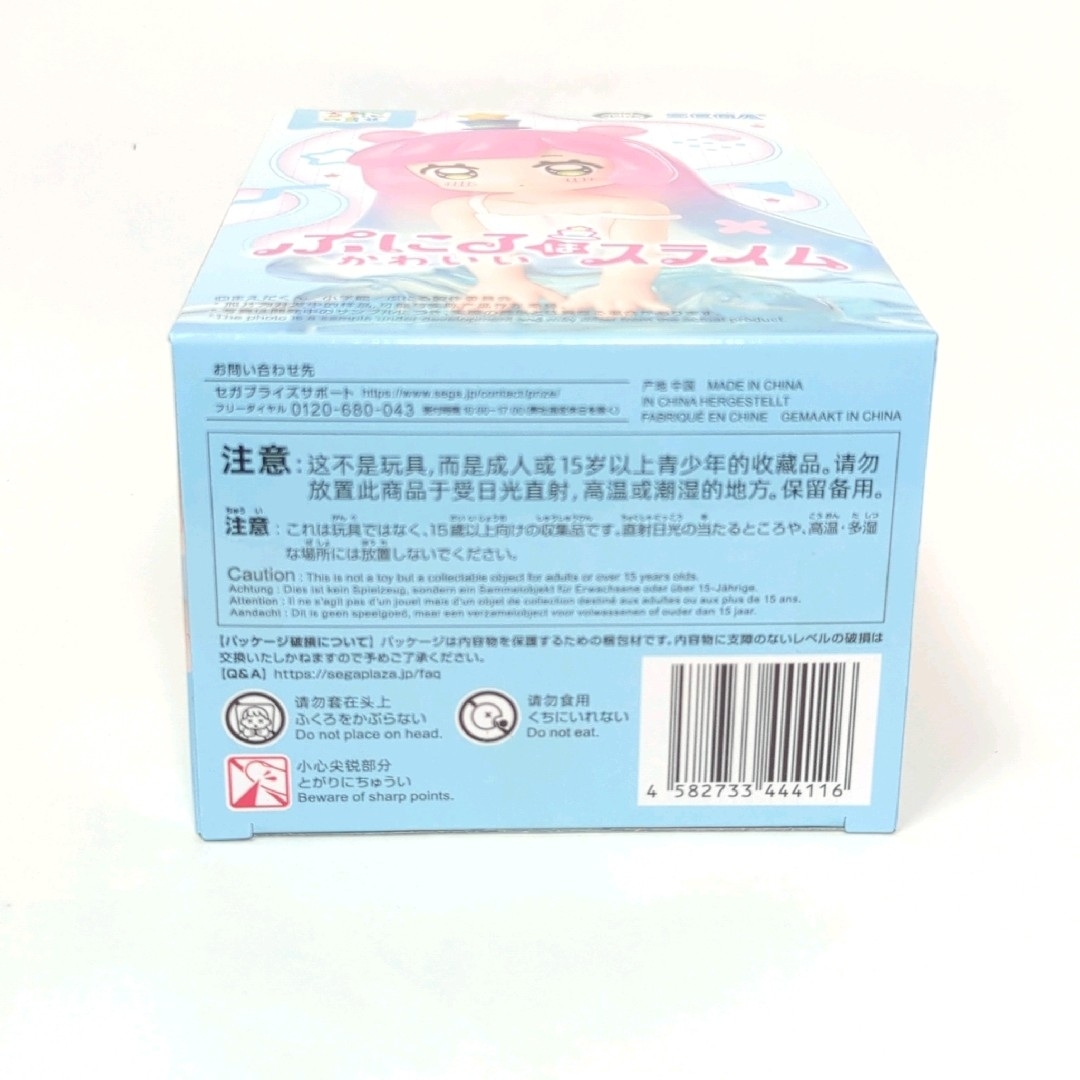 SEGA
ぷに子はかわいいスライム
*The photo is a sample under development and may differ from the actual product.
お問い合わせ先
セガプライズサポート https://www.sega.jp/contact/prize/
フリーダイヤル 0120-680-043
产地 中国 MADE IN CHINA
IN CHINA HERGESTELLT
FABRIQUÉ EN CHINE GEMAAKT IN CHINA
注意:这不是玩具,而是成人或15岁以上青少年的收藏品。请勿
放置此商品于受日光直射,高温或潮湿的地方。保留备用。
注意:これは玩具ではなく、15歳以上向けの収集品です。直射日光の当たるところや、高温・多湿
な場所には放置しないでください。
Caution : This is not a toy but a collectable object for adults or over 15 years olds.
Achtung : Dies ist kein Spielzeug, sondern ein Sammelobjekt für Erwachsene oder über 15-Jährige.
Attention : Il ne s'agit pas d'un jouet mais d'un objet de collection destiné aux adultes ou aux plus de 15 ans.
Aandacht : Dit is geen speelgoed, maar een verzamelobject voor volwassenen of ouder dan 15 jaar.
【パッケージ破損について】パッケージは内容物を保護するための梱包材です。内容物に支障のないレベルの破損は
交換いたしかねますので予めご了承ください。
【Q&A】https://segaplaza.jp/faq
请勿套在头上
ふくろをかぶらない
Do not place on head.
请勿食用
くちにいれない
Do not eat.
小心尖锐部分
とがりにちゅうい
Beware of sharp points.
4 582733 444116